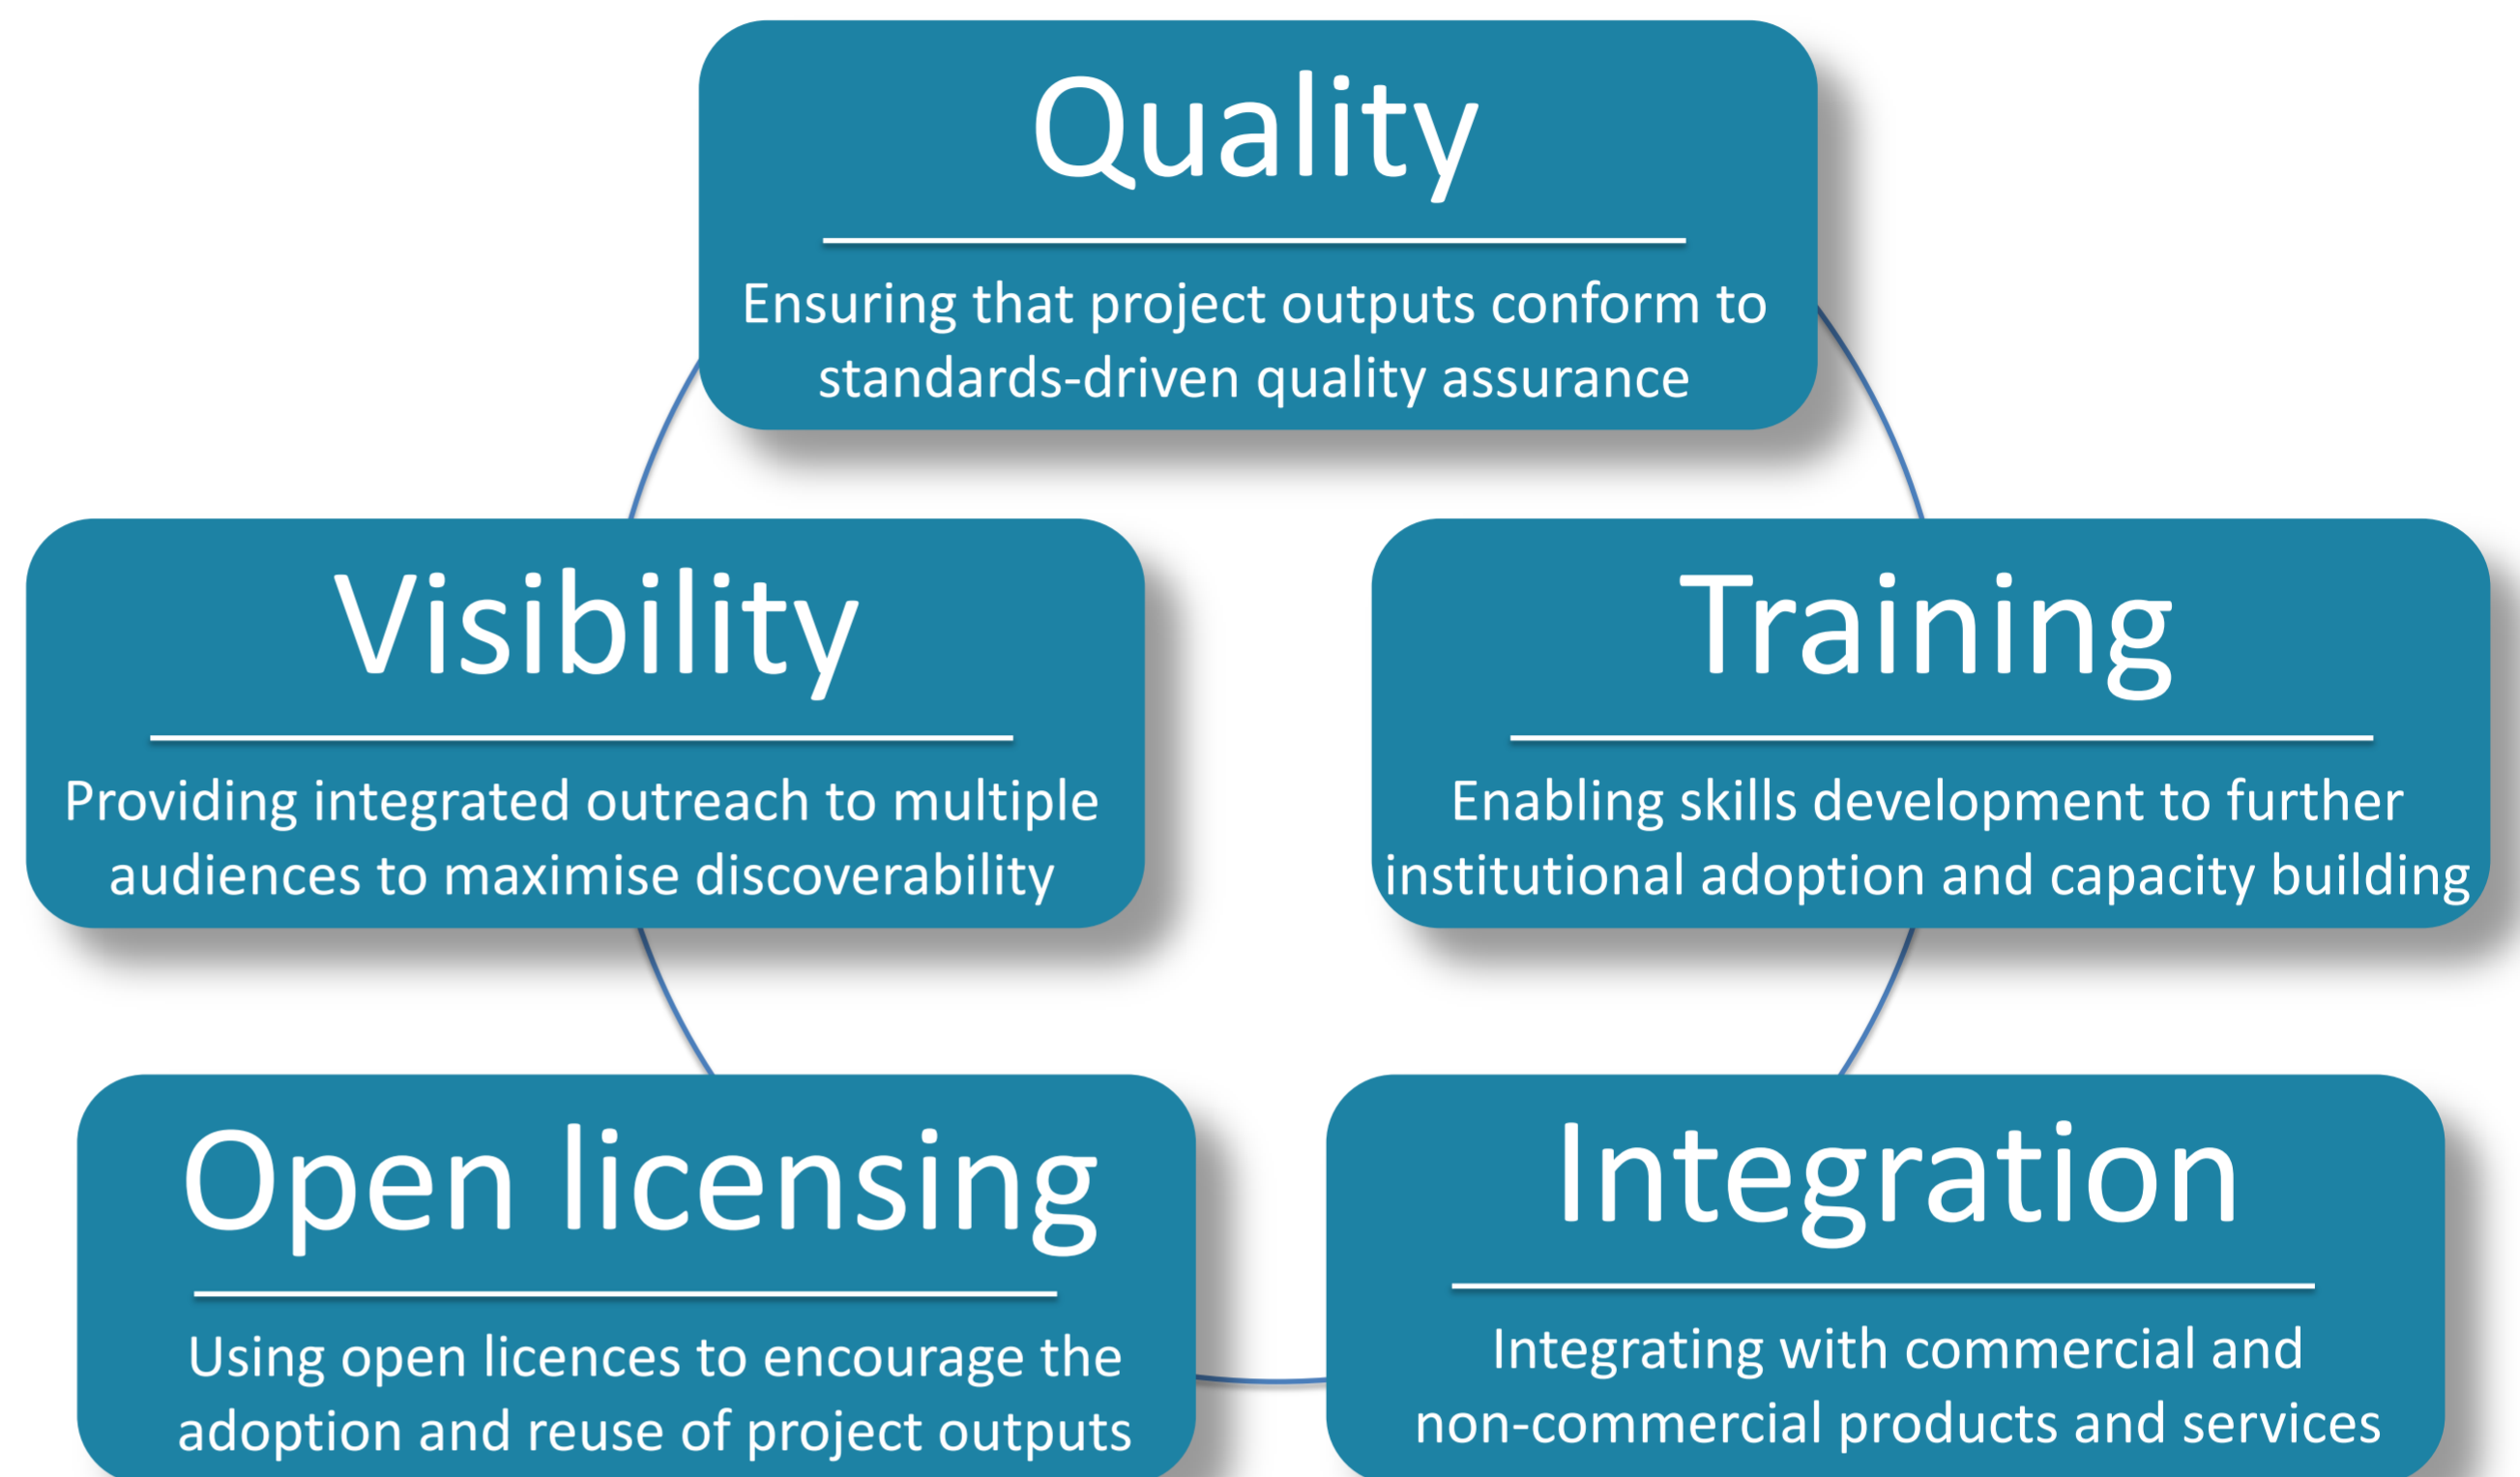 Quality
Ensuring that project outputs conform to
standards-driven quality assurance
Visibility
Providing integrated outreach to multiple
audiences to maximise discoverability
Training
Enabling skills development to further
institutional adoption and capacity building
Open licensing
Using open licences to encourage the
adoption and reuse of project outputs
Integration
Integrating with commercial and
non-commercial products and services